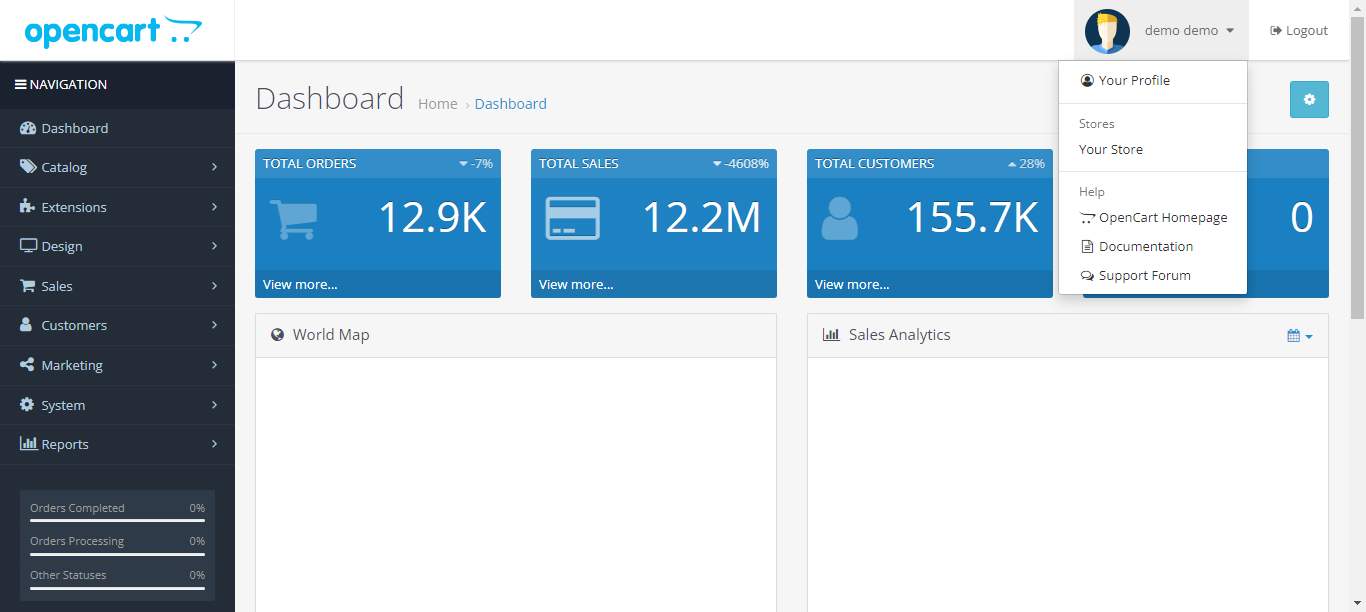 opencart
demo demo
Logout
NAVIGATION
Dashboard
Catalog
Extensions
Design
Sales
Customers
Marketing
System
Reports
Orders Completed 0%
Orders Processing 0%
Other Statuses 0%
Dashboard Home › Dashboard
Your Profile
Stores
Your Store
Help
OpenCart Homepage
Documentation
Support Forum
TOTAL ORDERS -7%
12.9K
View more...
TOTAL SALES -4608%
12.2M
View more...
TOTAL CUSTOMERS 28%
155.7K
View more...
0
World Map
Sales Analytics